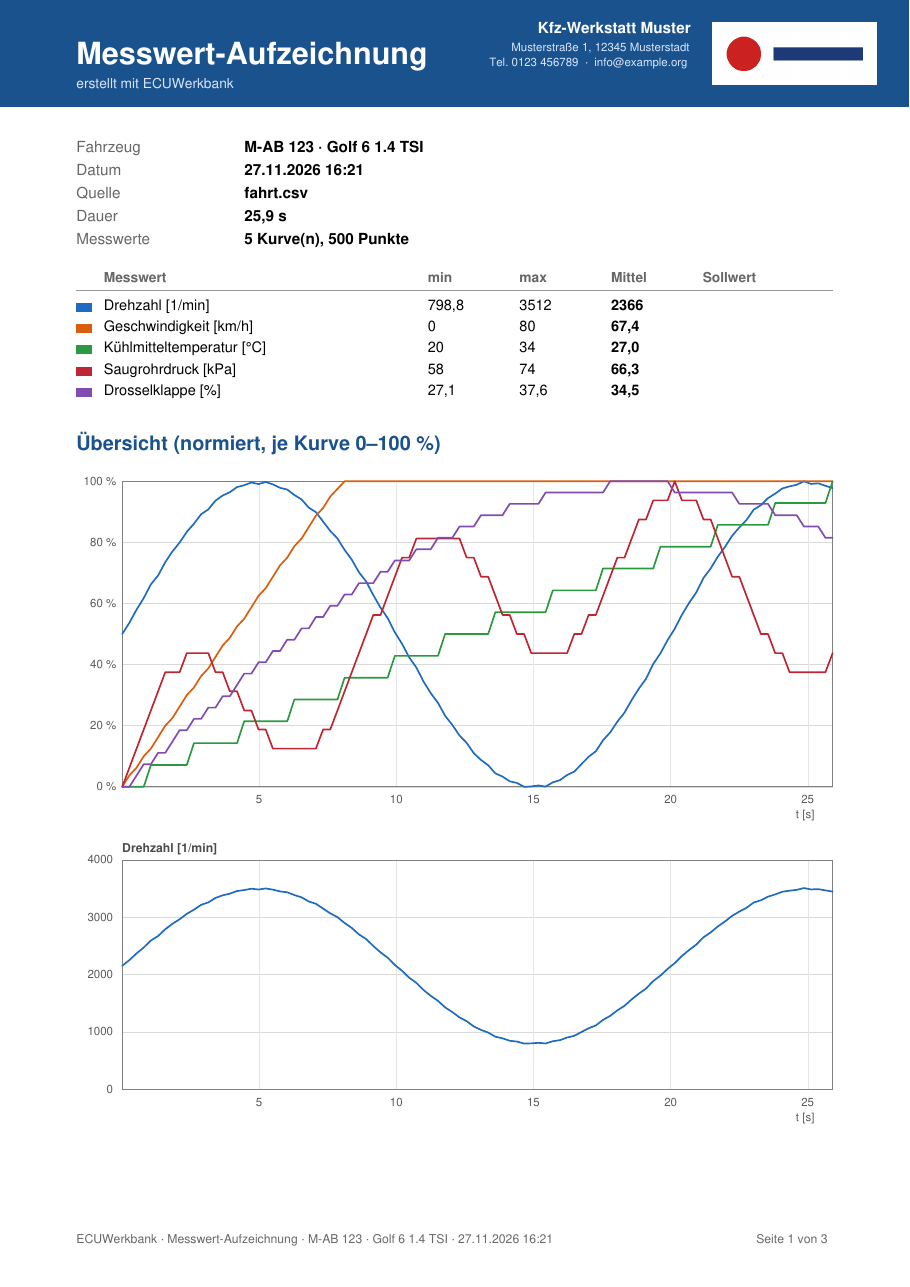 Messwert-Aufzeichnung
erstellt mit ECUWerkbank
Kfz-Werkstatt Muster
Musterstraße 1, 12345 Musterstadt
Tel. 0123 456789 · info@example.org
Fahrzeug M-AB 123 · Golf 6 1.4 TSI
Datum 27.11.2026 16:21
Quelle fahrt.csv
Dauer 25,9 s
Messwerte 5 Kurve(n), 500 Punkte
Messwert min max Mittel Sollwert
Drehzahl [1/min] 798,8 3512 2366
Geschwindigkeit [km/h] 0 80 67,4
Kühlmitteltemperatur [°C] 20 34 27,0
Saugrohrdruck [kPa] 58 74 66,3
Drosselklappe [%] 27,1 37,6 34,5
Übersicht (normiert, je Kurve 0–100 %)
100 %
80 %
60 %
40 %
20 %
0 %
5 10 15 20 25
t [s]
Drehzahl [1/min]
4000
3000
2000
1000
0
5 10 15 20 25
t [s]
ECUWerkbank · Messwert-Aufzeichnung · M-AB 123 · Golf 6 1.4 TSI · 27.11.2026 16:21 Seite 1 von 3